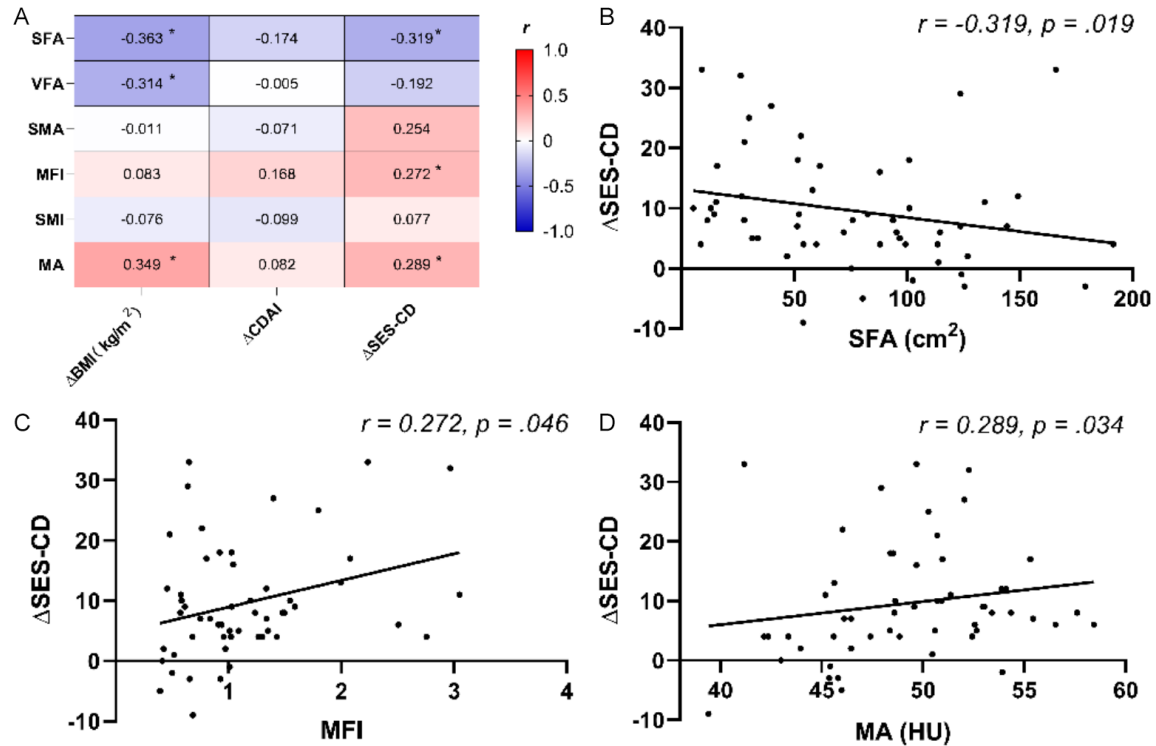 A
r
SFA
-0.363 * -0.174 -0.319 *
VFA
-0.314 * -0.005 -0.192
SMA
-0.011 -0.071 0.254
MFI
0.083 0.168 0.272 *
SMI
-0.076 -0.099 0.077
MA
0.349 * 0.082 0.289 *
1.0
0.5
0
-0.5
-1.0
ΔBMI( kg/m²)
ΔCDAI
ΔSES-CD
B
r = -0.319, p = .019
ΔSES-CD
40
30
20
10
0
-10
50 100 150 200
SFA (cm²)
C
r = 0.272, p = .046
ΔSES-CD
40
30
20
10
0
-10
1 2 3 4
MFI
D
r = 0.289, p = .034
ΔSES-CD
40
30
20
10
0
-10
40 45 50 55 60
MA (HU)